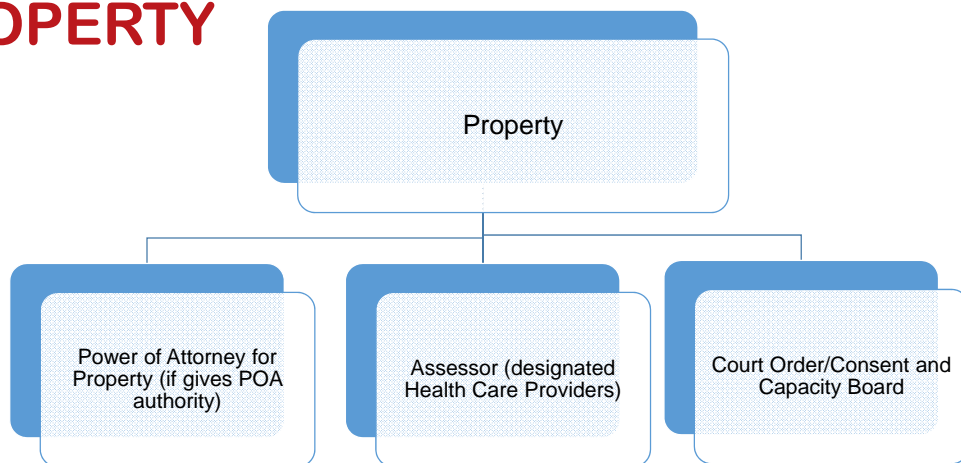 OPERTY
Property
Power of Attorney for
Property (if gives POA
authority)
Assessor (designated
Health Care Providers)
Court Order/Consent and
Capacity Board